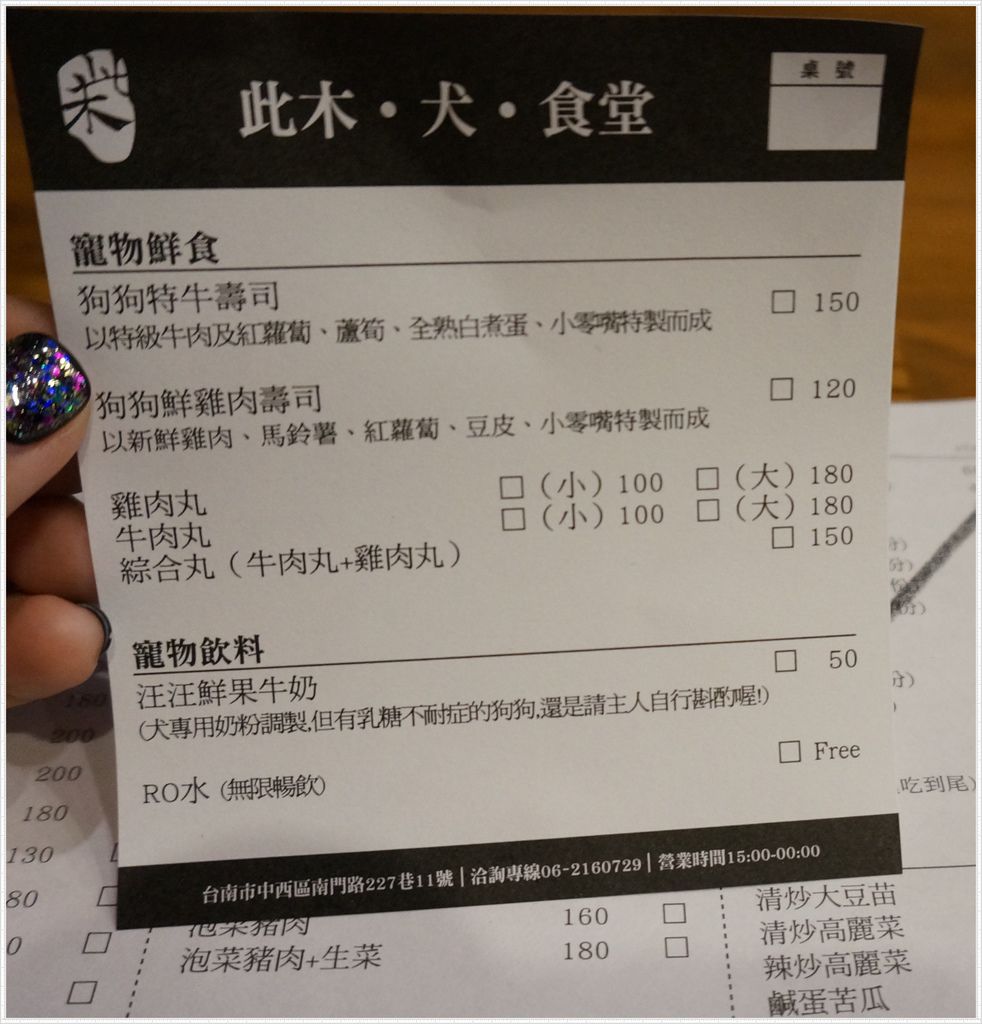 柴
此木・犬・食堂
桌號
寵物鮮食
狗狗特牛壽司 □ 150
以特級牛肉及紅蘿蔔、蘆筍、全熟白煮蛋、小零嘴特製而成
狗狗鮮雞肉壽司 □ 120
以新鮮雞肉、馬鈴薯、紅蘿蔔、豆皮、小零嘴特製而成
雞肉丸 □（小）100 □（大）180
牛肉丸 □（小）100 □（大）180
綜合丸（牛肉丸+雞肉丸） □ 150
寵物飲料
汪汪鮮果牛奶 □ 50
(犬專用奶粉調製,但有乳糖不耐症的狗狗,還是請主人自行斟酌喔!)
RO水 (無限暢飲) □ Free
台南市中西區南門路227巷11號｜洽詢專線06-2160729｜營業時間15:00-00:00
180
200
200
180
130
80 □
0 □
□
吃到尾)
泡菜豬肉 160 □
泡菜豬肉+生菜 180 □
清炒大豆苗
清炒高麗菜
辣炒高麗菜
鹹蛋苦瓜